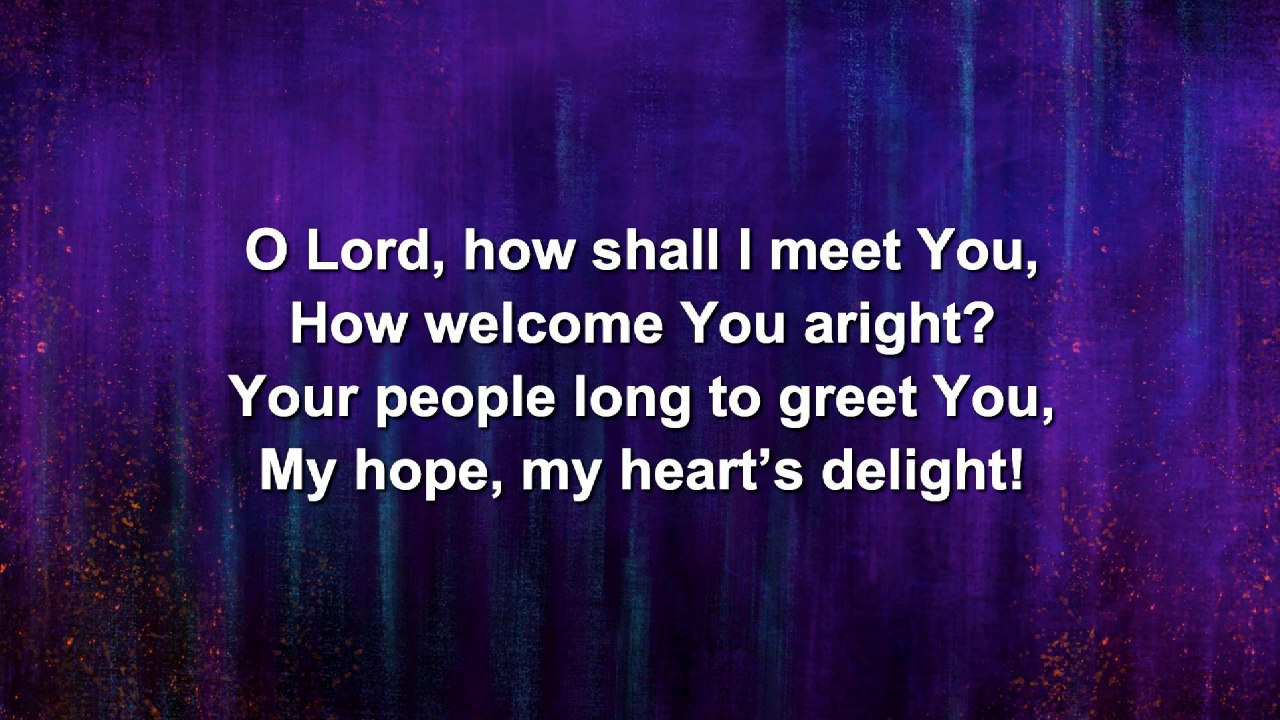 O Lord, how shall I meet You,
How welcome You aright?
Your people long to greet You,
My hope, my heart’s delight!